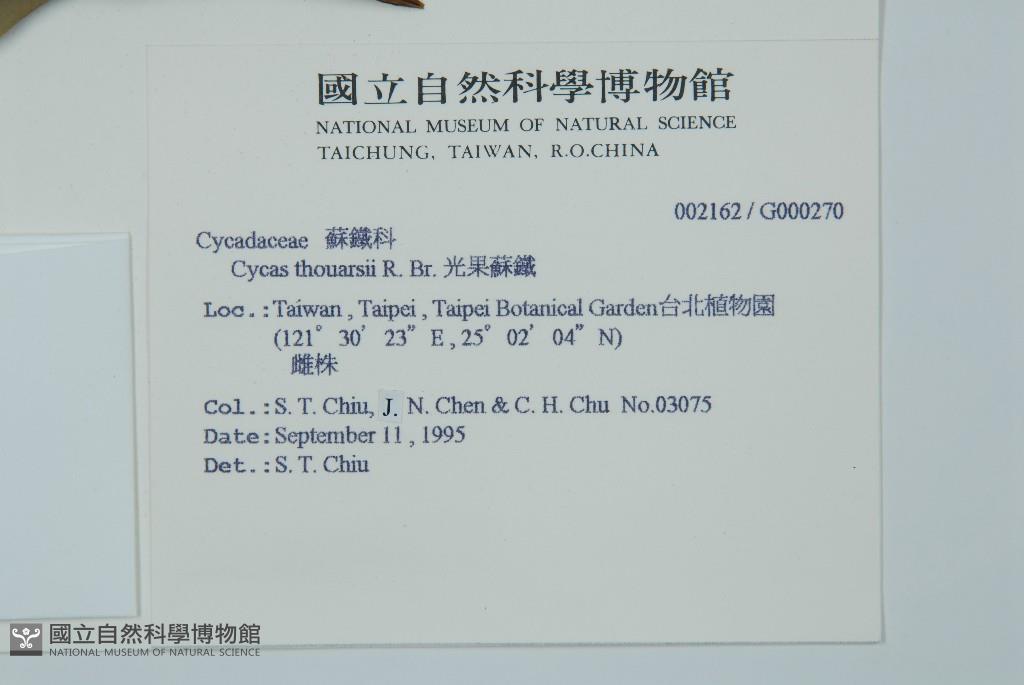 國立自然科學博物館
NATIONAL MUSEUM OF NATURAL SCIENCE
TAICHUNG, TAIWAN, R.O.CHINA
002162 / G000270
Cycadaceae 蘇鐵科
Cycas thouarsii R. Br. 光果蘇鐵
Loc.: Taiwan , Taipei , Taipei Botanical Garden台北植物園
(121° 30’ 23” E , 25° 02’ 04” N)
雌株
Col.: S. T. Chiu, J. N. Chen & C. H. Chu No.03075
Date: September 11 , 1995
Det.: S. T. Chiu
國立自然科學博物館
NATIONAL MUSEUM OF NATURAL SCIENCE